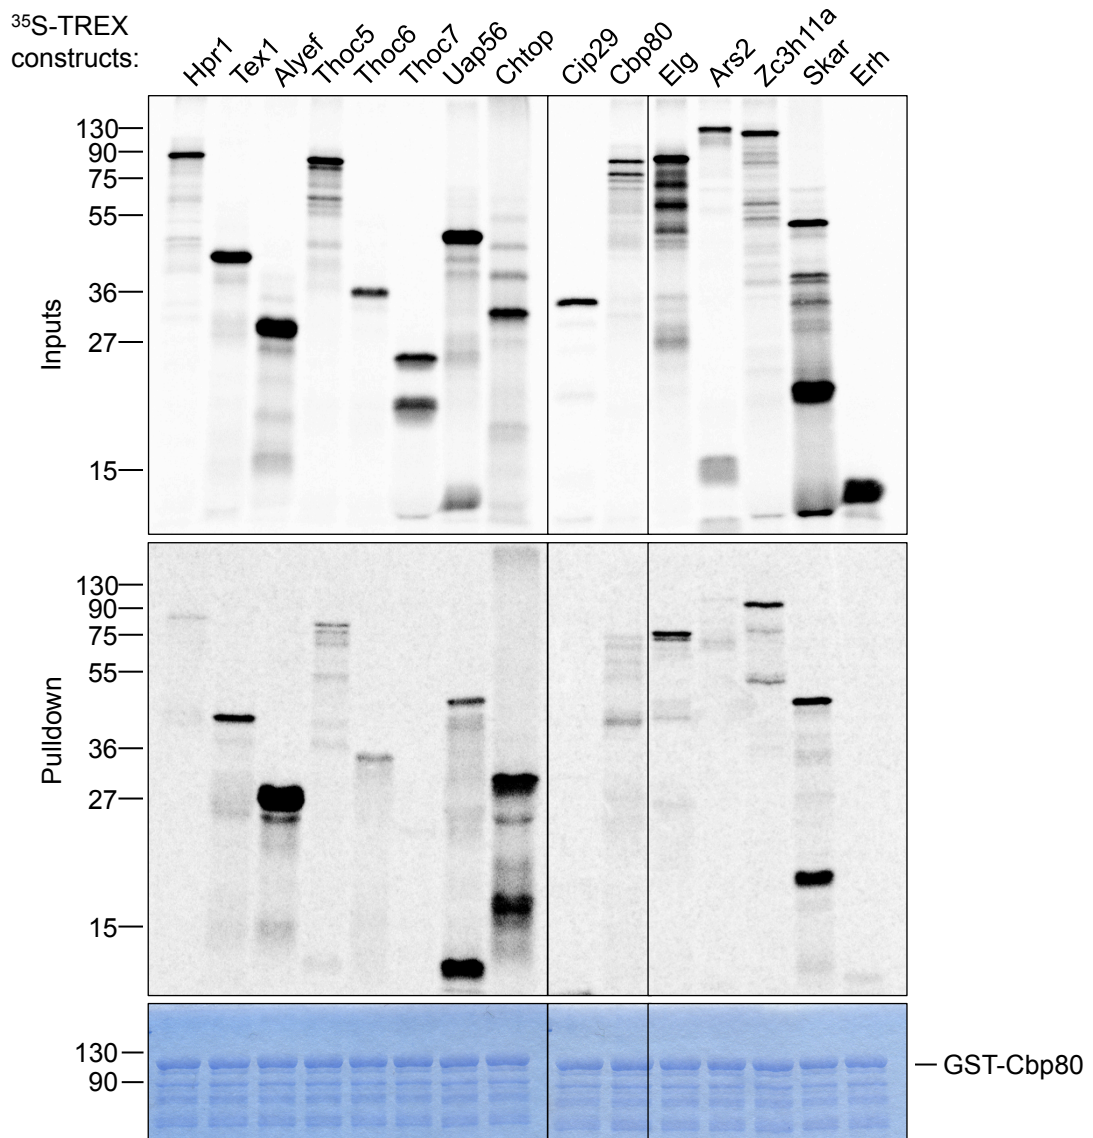 ³⁵S-TREX
constructs:
Hpr1
Tex1
Alyef
Thoc5
Thoc6
Thoc7
Uap56
Chtop
Cip29
Cbp80
Elg
Ars2
Zc3h11a
Skar
Erh
Inputs
130
90
75
55
36
27
15
Pulldown
130
90
75
55
36
27
15
130
90
GST-Cbp80